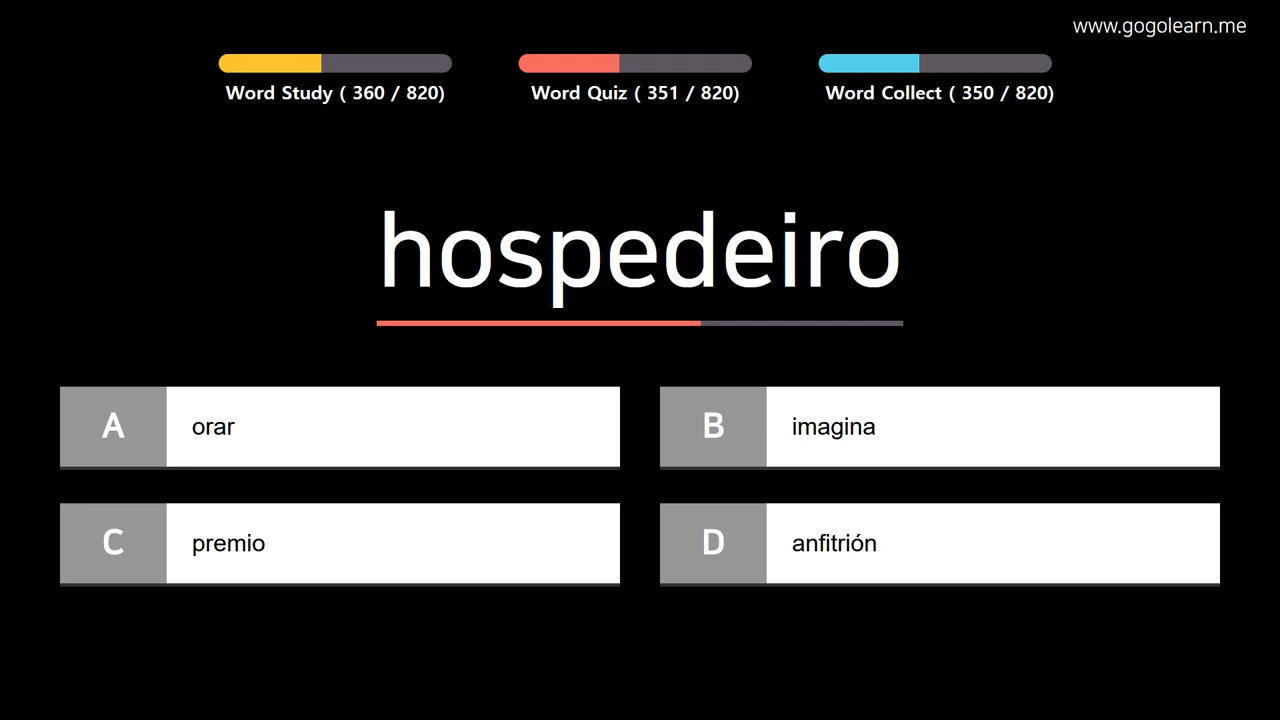 www.gogolearn.me
Word Study ( 360 / 820)
Word Quiz ( 351 / 820)
Word Collect ( 350 / 820)
hospedeiro
A orar
B imagina
C premio
D anfitrión